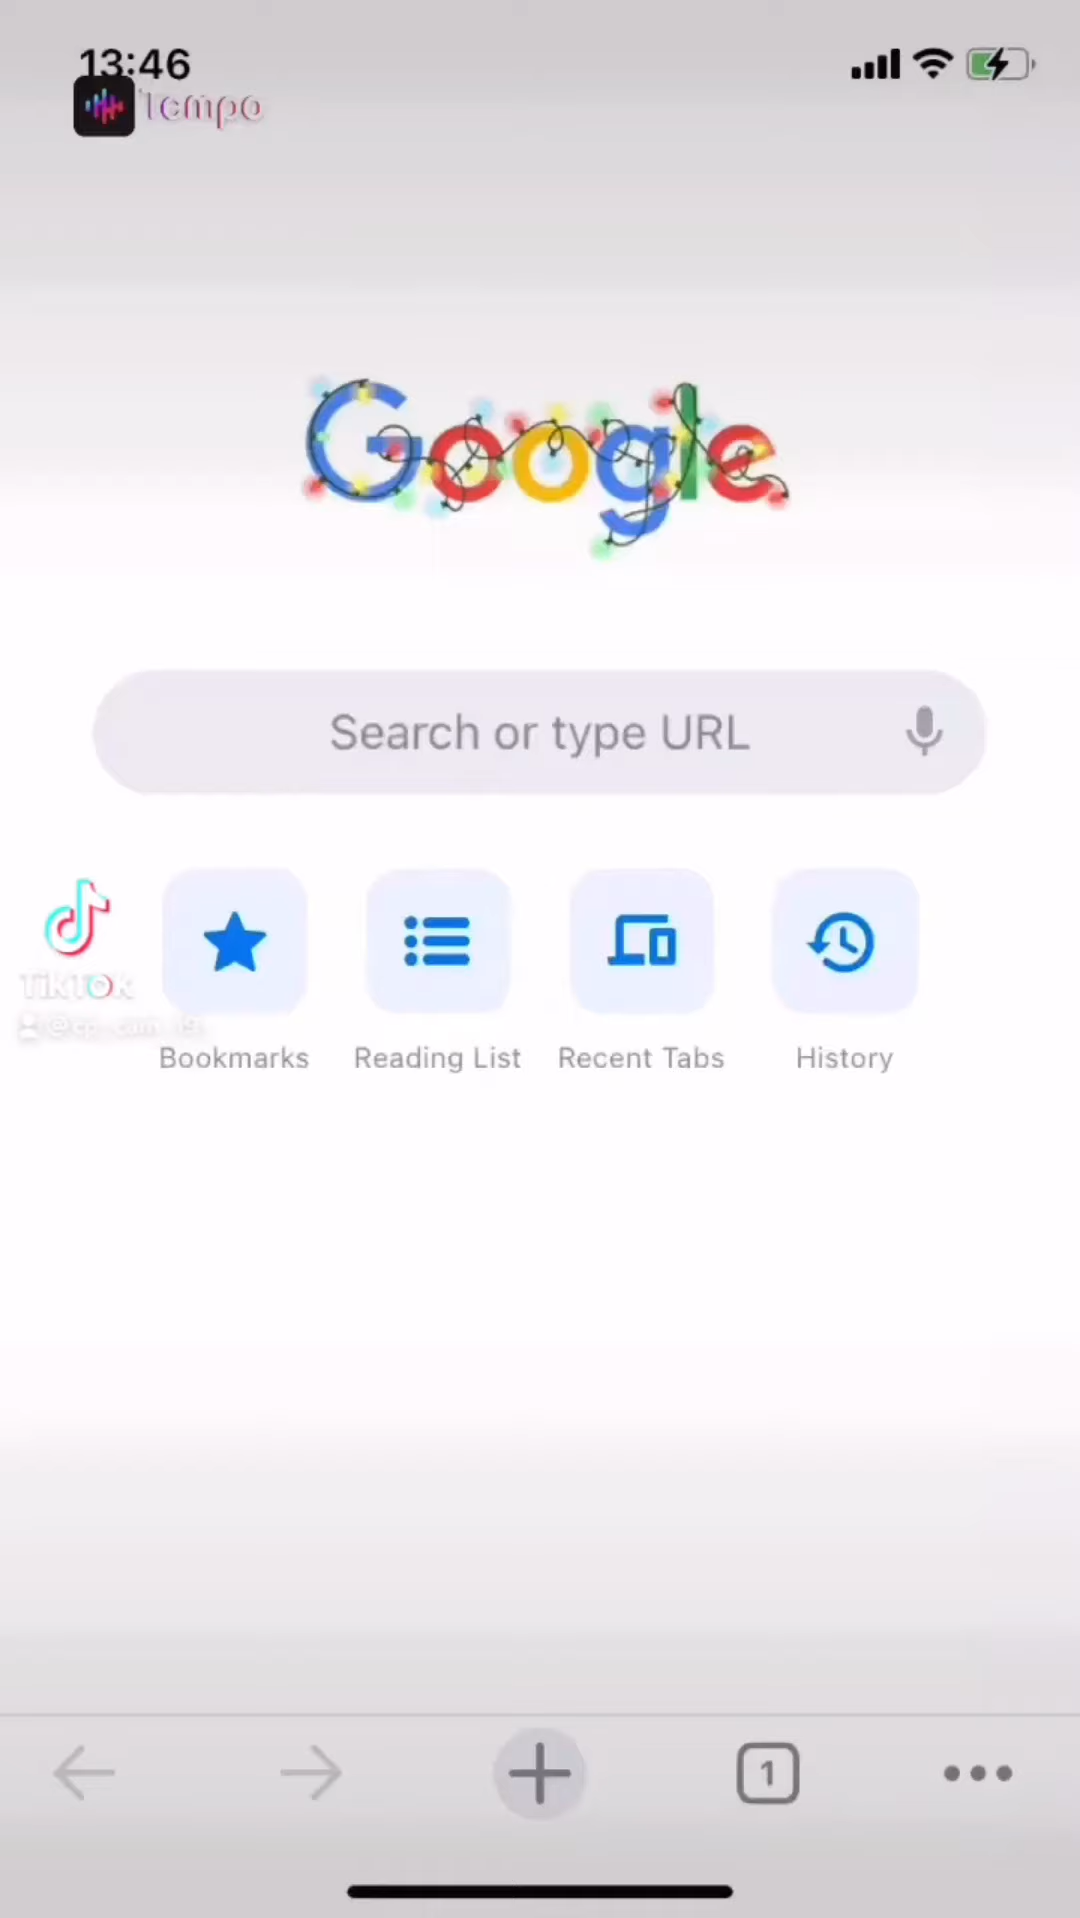 13:46
Tempo
Google
Search or type URL
TikTok
Bookmarks
Reading List
Recent Tabs
History
1